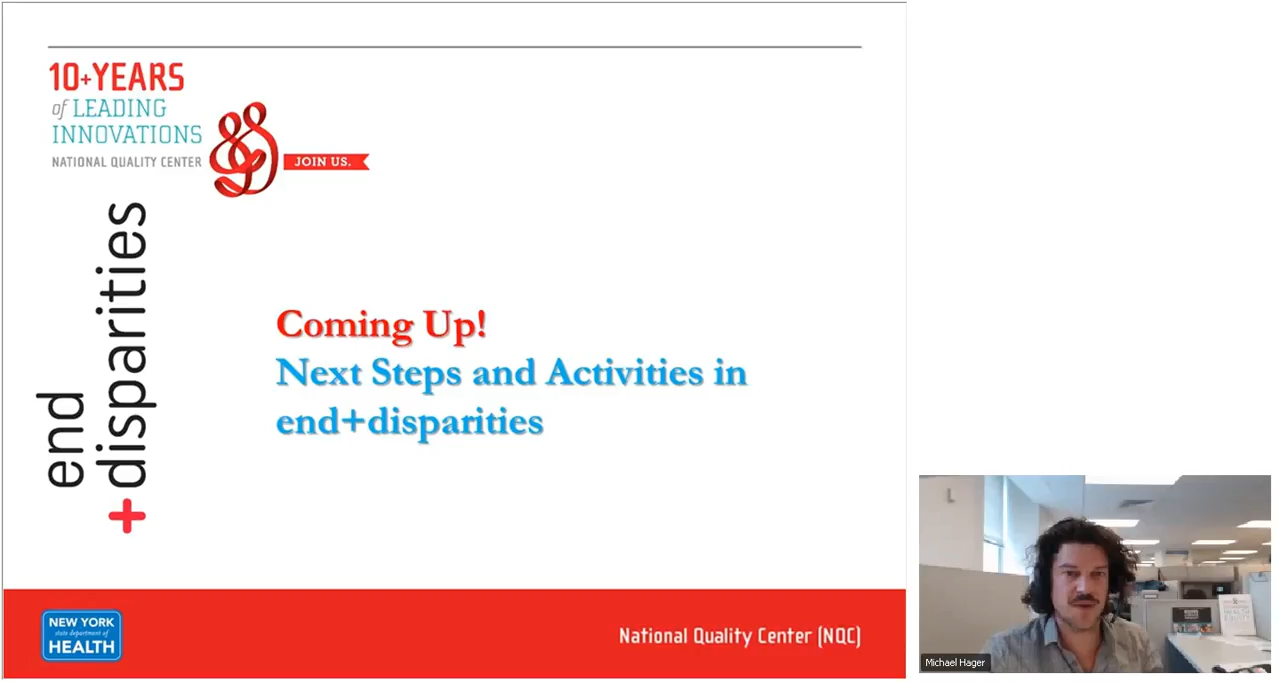 10+YEARS
of LEADING
INNOVATIONS
NATIONAL QUALITY CENTER
JOIN US.
end
+disparities
Coming Up!
Next Steps and Activities in
end+disparities
NEW YORK
state department of
HEALTH
National Quality Center (NQC)
Michael Hager